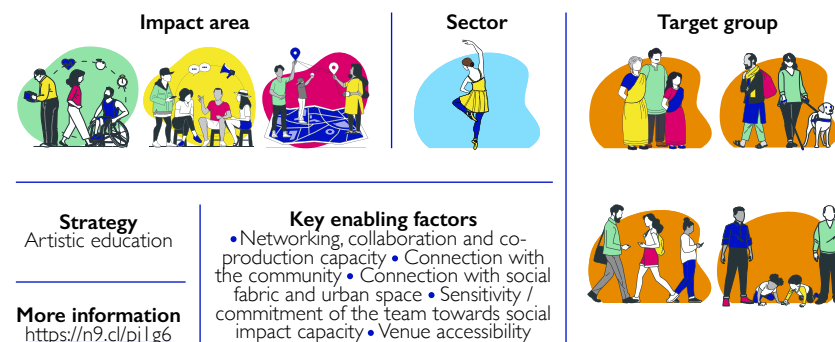 Impact area
Sector
Target group
Strategy
Artistic education
More information
https://n9.cl/pj1g6
Key enabling factors
• Networking, collaboration and co-
production capacity • Connection with
the community • Connection with social
fabric and urban space • Sensitivity /
commitment of the team towards social
impact capacity • Venue accessibility